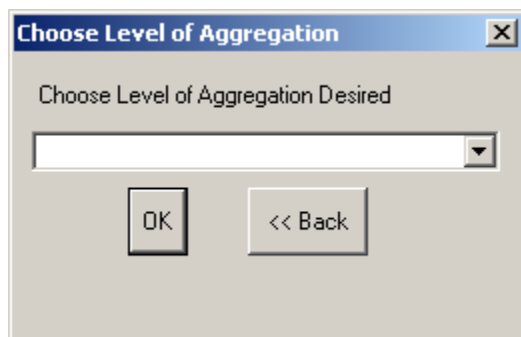 Choose Level of Aggregation
Choose Level of Aggregation Desired
OK
<< Back